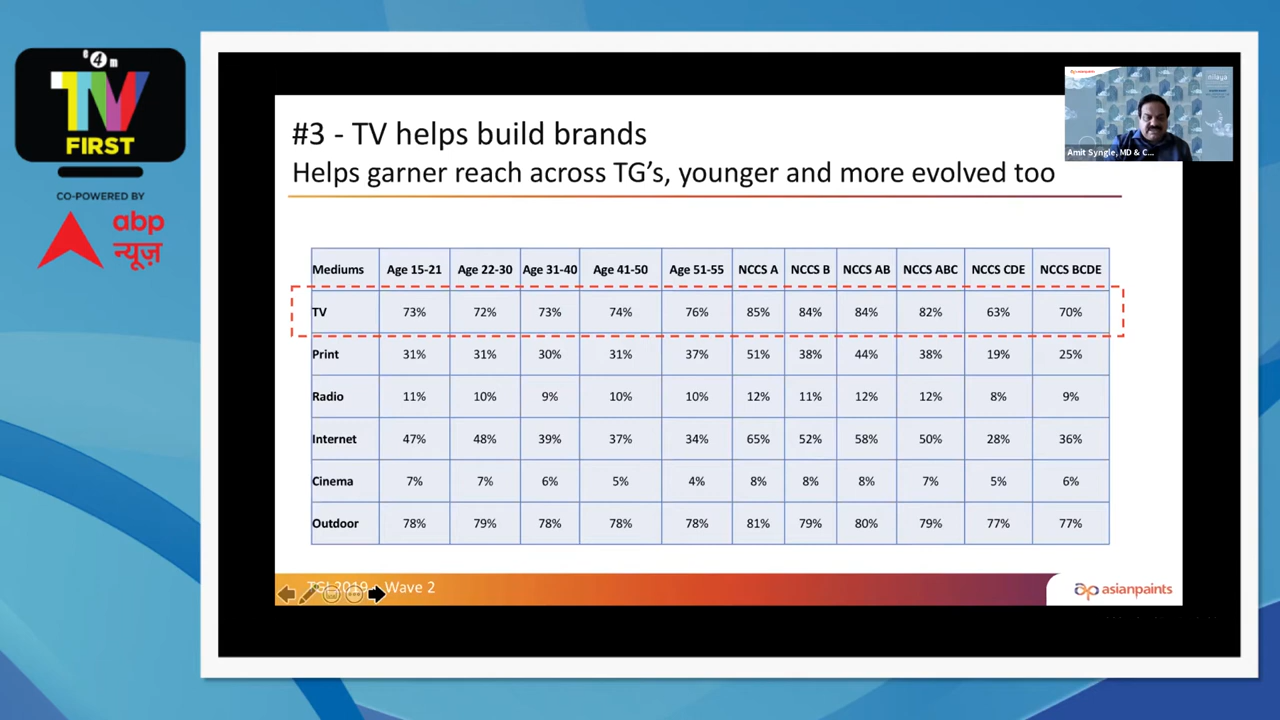 e4m
TV
FIRST
CO-POWERED BY
abp
न्यूज़
#3 - TV helps build brands
Helps garner reach across TG's, younger and more evolved too
asianpaints
nilaya
Amit Syngle, MD & C...
Mediums Age 15-21 Age 22-30 Age 31-40 Age 41-50 Age 51-55 NCCS A NCCS B NCCS AB NCCS ABC NCCS CDE NCCS BCDE
TV 73% 72% 73% 74% 76% 85% 84% 84% 82% 63% 70%
Print 31% 31% 30% 31% 37% 51% 38% 44% 38% 19% 25%
Radio 11% 10% 9% 10% 10% 12% 11% 12% 12% 8% 9%
Internet 47% 48% 39% 37% 34% 65% 52% 58% 50% 28% 36%
Cinema 7% 7% 6% 5% 4% 8% 8% 8% 7% 5% 6%
Outdoor 78% 79% 78% 78% 78% 81% 79% 80% 79% 77% 77%
TGI 2019 - Wave 2
asianpaints